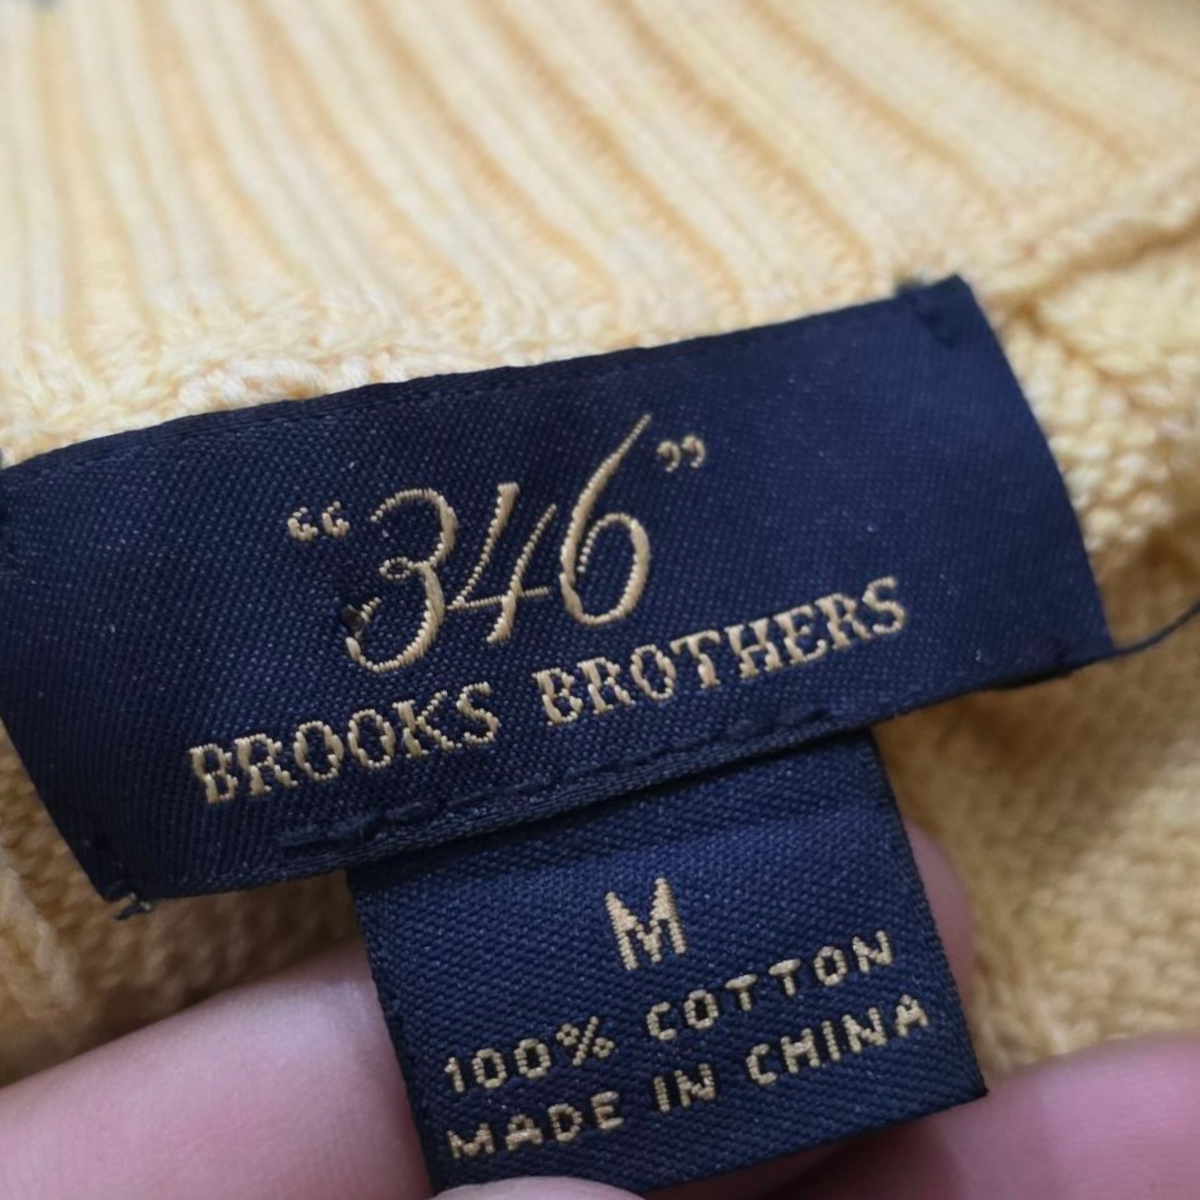 “346”
BROOKS BROTHERS
M
100% COTTON
MADE IN CHINA